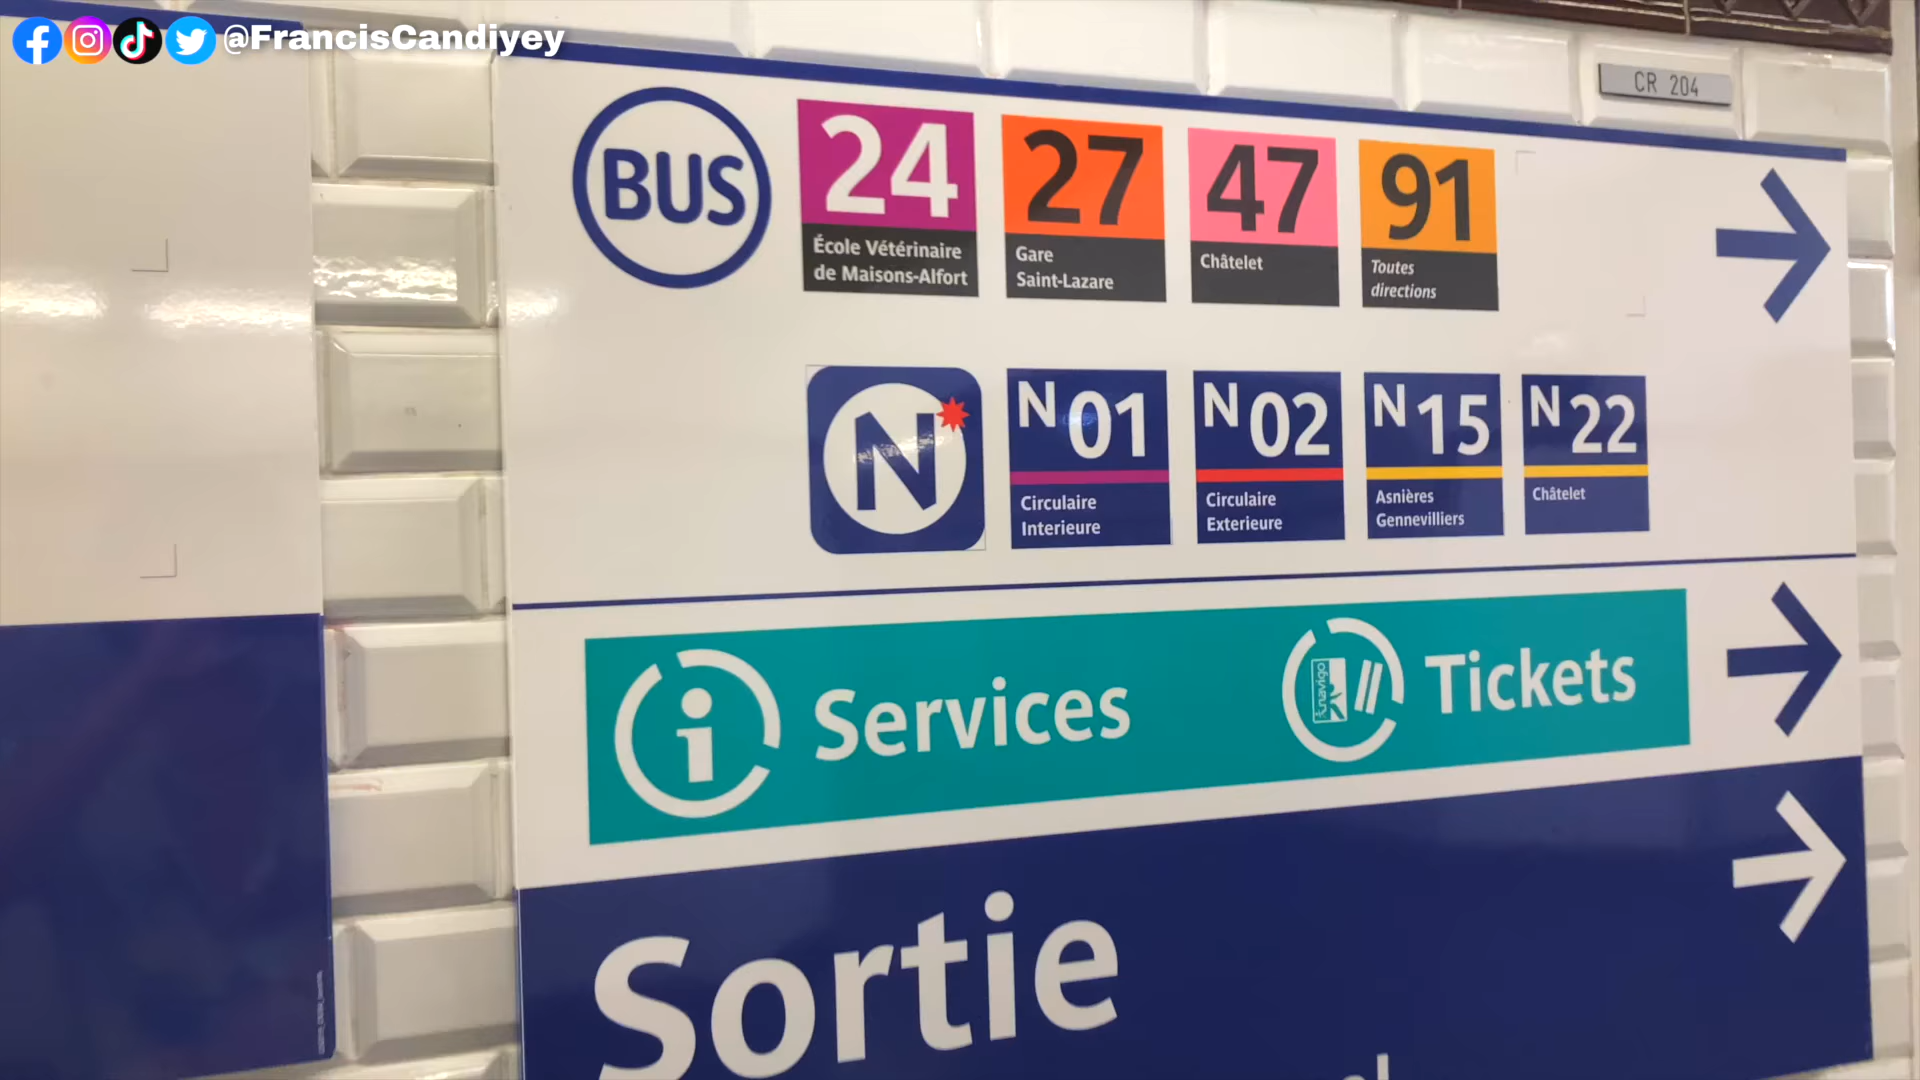 @FrancisCandiyey
CR 204
BUS
24
École Vétérinaire
de Maisons-Alfort
27
Gare
Saint-Lazare
47
Châtelet
91
Toutes
directions
N
N 01
Circulaire
Interieure
N 02
Circulaire
Exterieure
N 15
Asnières
Gennevilliers
N 22
Châtelet
i Services
navigo
Tickets
Sortie